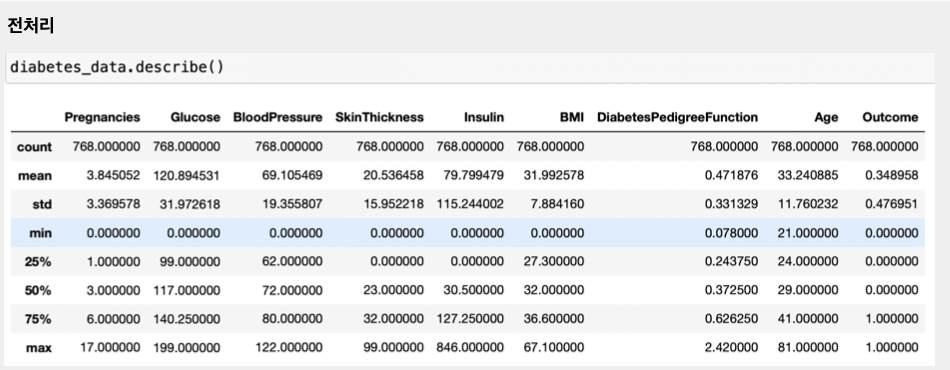 전처리
diabetes_data.describe()
Pregnancies Glucose BloodPressure SkinThickness Insulin BMI DiabetesPedigreeFunction Age Outcome
count 768.000000 768.000000 768.000000 768.000000 768.000000 768.000000 768.000000 768.000000 768.000000
mean 3.845052 120.894531 69.105469 20.536458 79.799479 31.992578 0.471876 33.240885 0.348958
std 3.369578 31.972618 19.355807 15.952218 115.244002 7.884160 0.331329 11.760232 0.476951
min 0.000000 0.000000 0.000000 0.000000 0.000000 0.000000 0.078000 21.000000 0.000000
25% 1.000000 99.000000 62.000000 0.000000 0.000000 27.300000 0.243750 24.000000 0.000000
50% 3.000000 117.000000 72.000000 23.000000 30.500000 32.000000 0.372500 29.000000 0.000000
75% 6.000000 140.250000 80.000000 32.000000 127.250000 36.600000 0.626250 41.000000 1.000000
max 17.000000 199.000000 122.000000 99.000000 846.000000 67.100000 2.420000 81.000000 1.000000